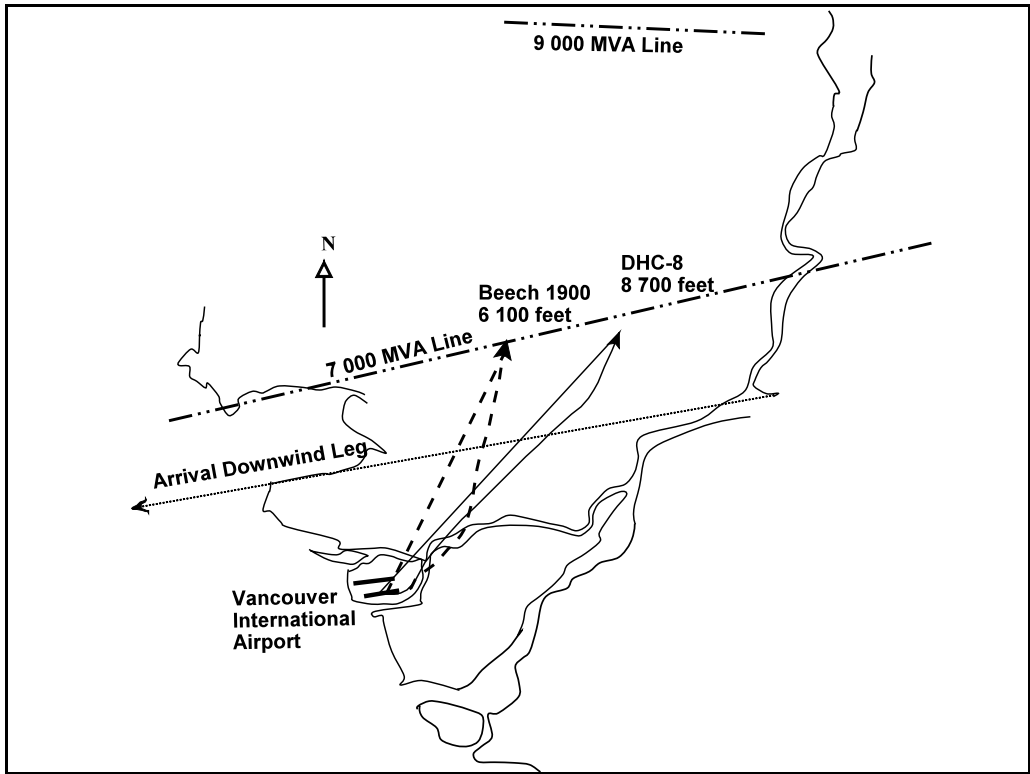 9 000 MVA Line
N
DHC-8
8 700 feet
Beech 1900
6 100 feet
7 000 MVA Line
Arrival Downwind Leg
Vancouver
International
Airport